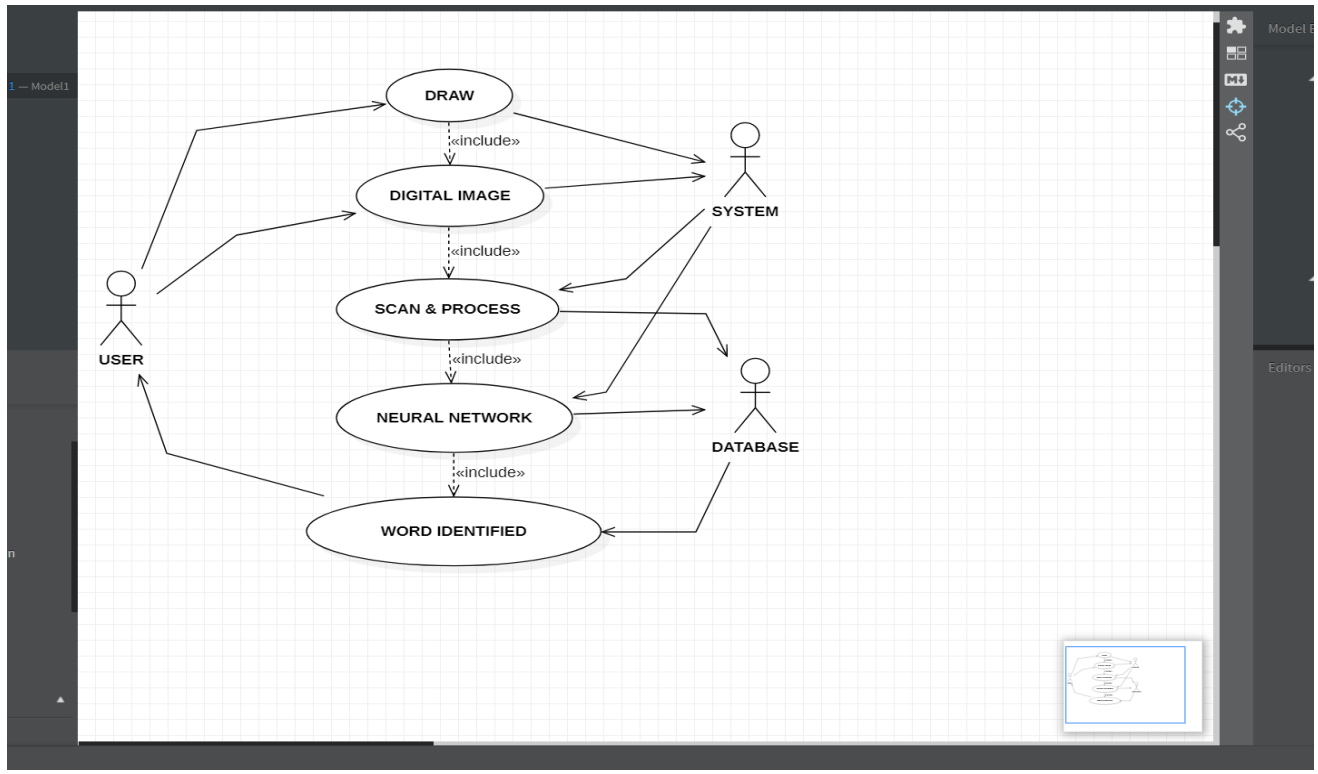 Model E
1 — Model1
DRAW
«include»
DIGITAL IMAGE
SYSTEM
«include»
SCAN & PROCESS
USER
«include»
Editors
NEURAL NETWORK
DATABASE
«include»
WORD IDENTIFIED
n